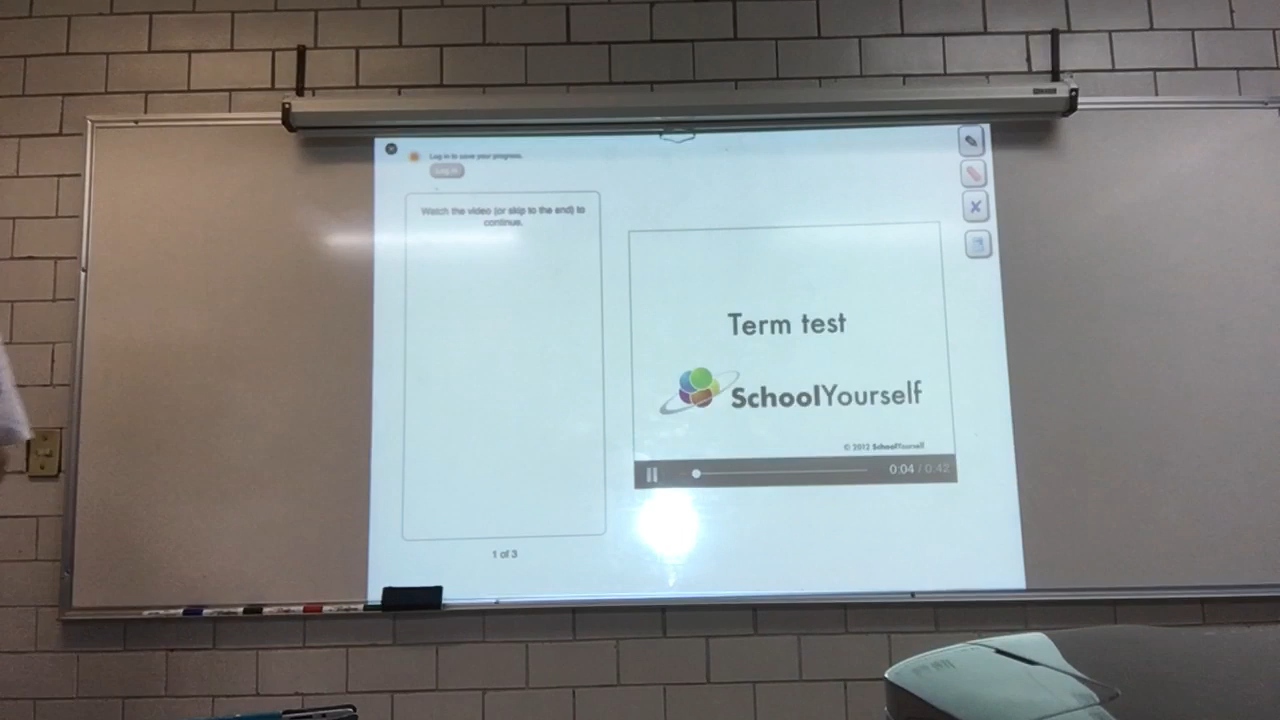 Log in to save your progress.
Log in
Watch the video (or skip to the end) to
continue.
Term test
SchoolYourself
© 2012 SchoolYourself
0:04 / 0:42
1 of 3